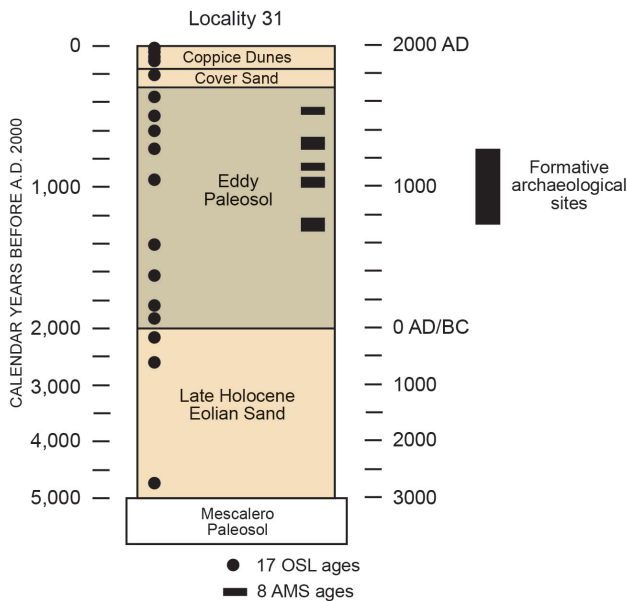 Locality 31
0
2000 AD
Coppice Dunes
Cover Sand
Eddy
Paleosol
1,000
1000
Formative
archaeological
sites
CALENDAR YEARS BEFORE A.D. 2000
2,000
0 AD/BC
3,000
1000
Late Holocene
Eolian Sand
4,000
2000
5,000
3000
Mescalero
Paleosol
17 OSL ages
8 AMS ages